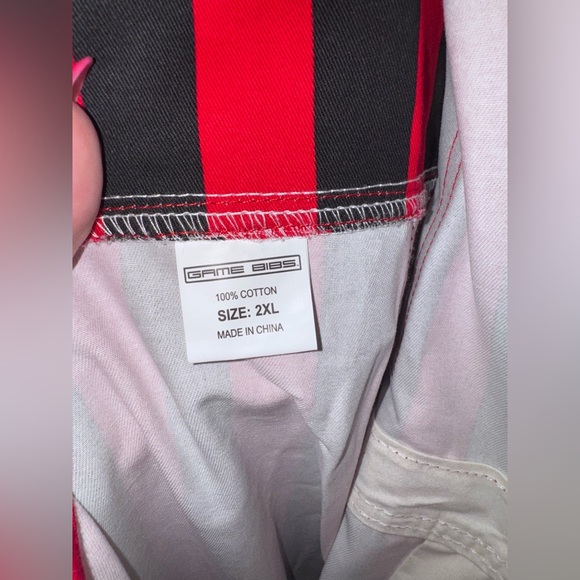 GAME BIBS.
100% COTTON
SIZE: 2XL
MADE IN CHINA